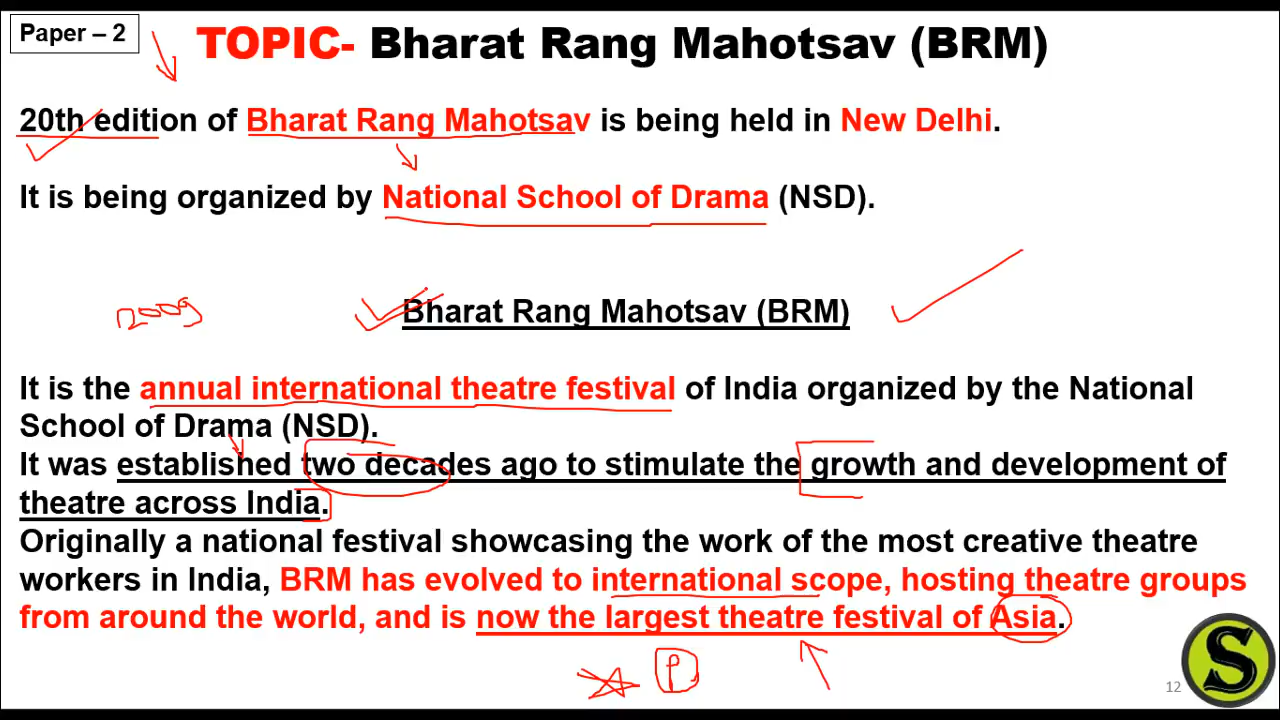 Paper – 2
TOPIC- Bharat Rang Mahotsav (BRM)
20th edition of Bharat Rang Mahotsav is being held in New Delhi.
It is being organized by National School of Drama (NSD).
Bharat Rang Mahotsav (BRM)
It is the annual international theatre festival of India organized by the National
School of Drama (NSD).
It was established two decades ago to stimulate the growth and development of
theatre across India.
Originally a national festival showcasing the work of the most creative theatre
workers in India, BRM has evolved to international scope, hosting theatre groups
from around the world, and is now the largest theatre festival of Asia.
P
S
12